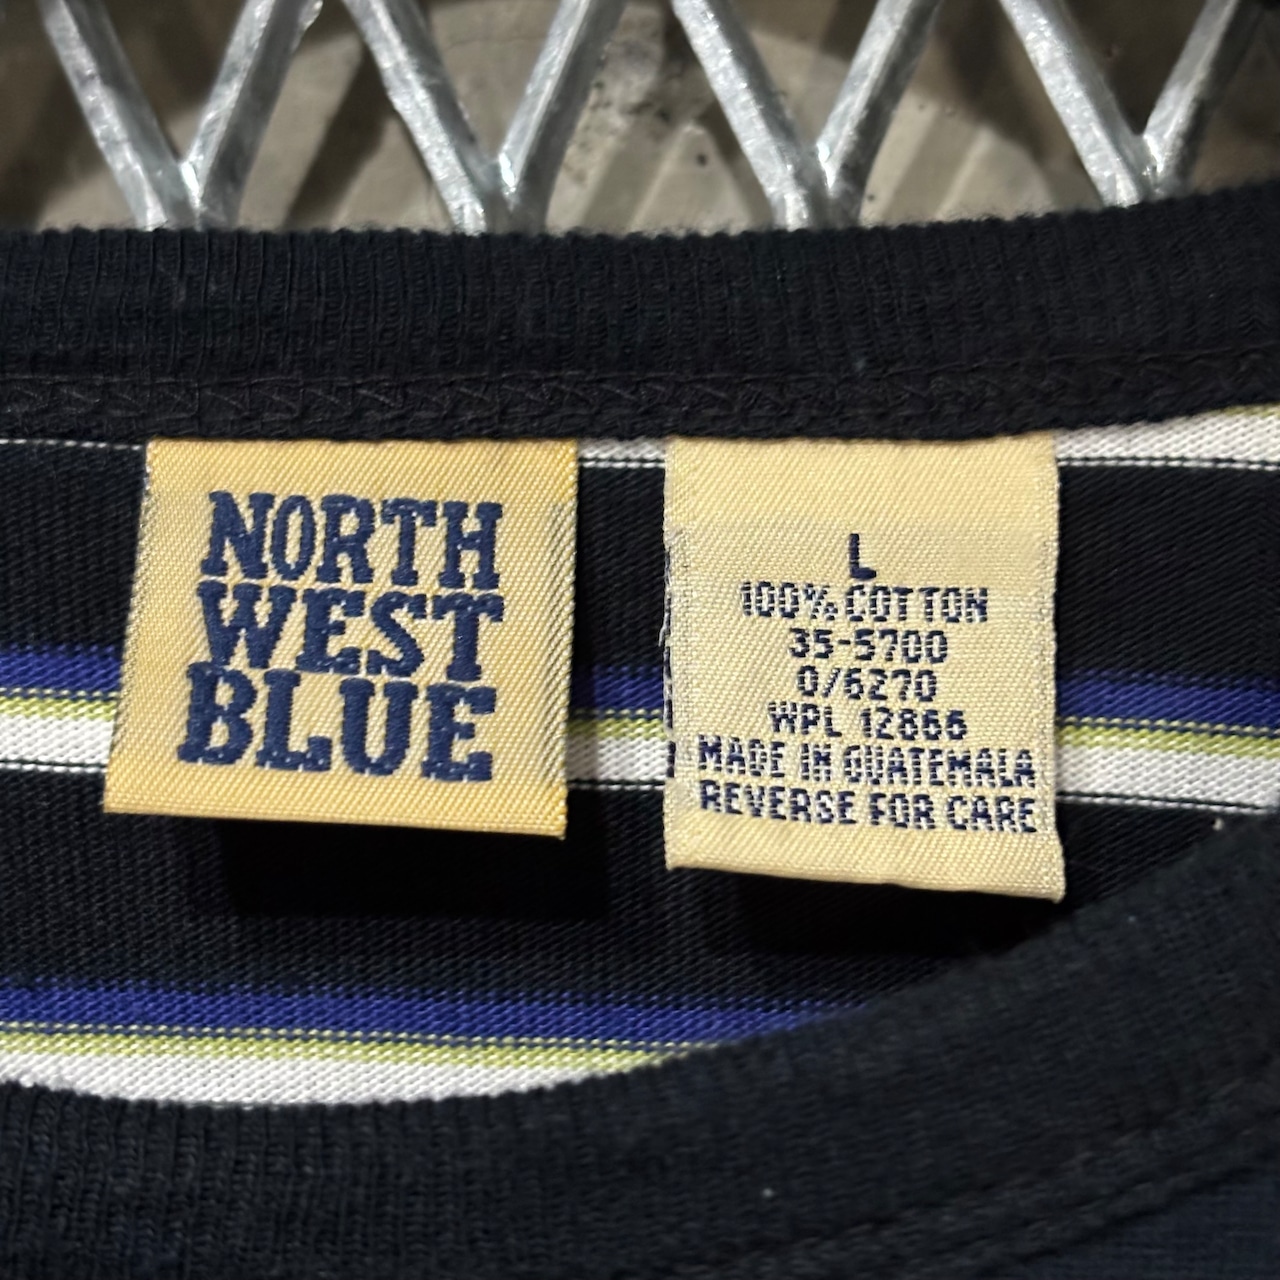 NORTH
WEST
BLUE
L
100% COTTON
35-5700
0/6270
WPL 12866
MADE IN GUATEMALA
REVERSE FOR CARE